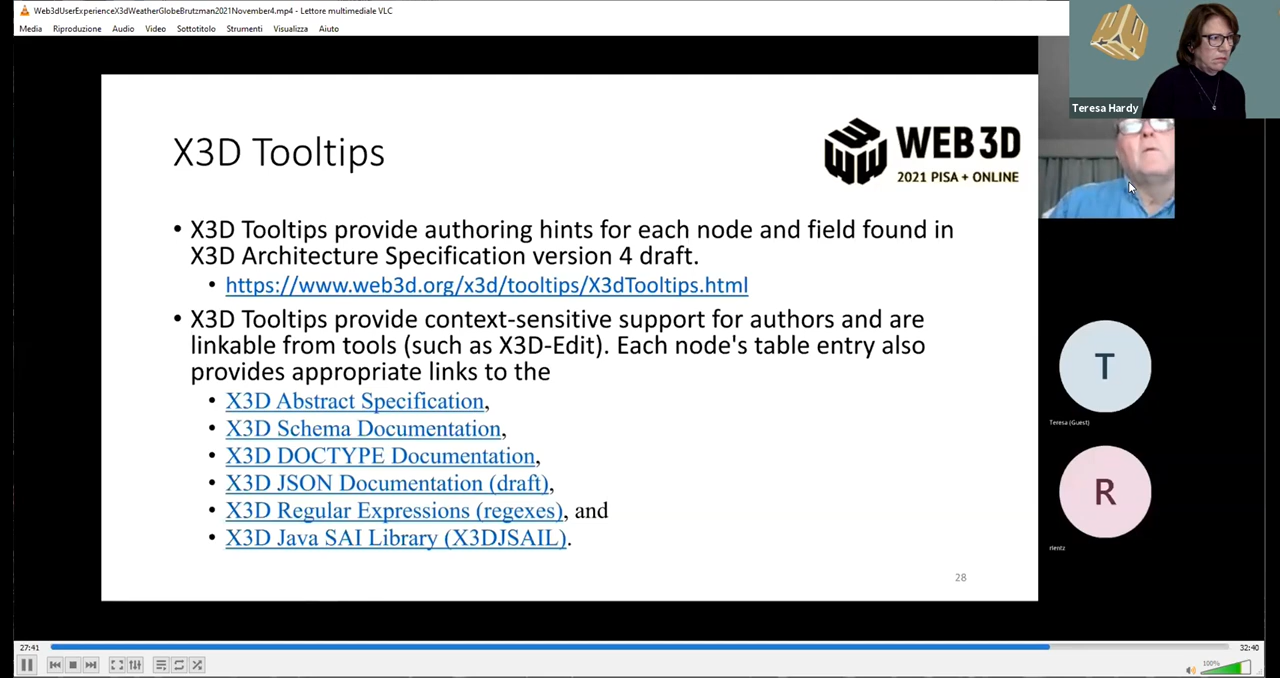 Web3dUserExperienceX3dWeatherGlobeBrutzman2021November4.mp4 - Lettore multimediale VLC
Media Riproduzione Audio Video Sottotitolo Strumenti Visualizza Aiuto
Teresa Hardy
X3D Tooltips
WEB 3D
2021 PISA + ONLINE
• X3D Tooltips provide authoring hints for each node and field found in
X3D Architecture Specification version 4 draft.
• https://www.web3d.org/x3d/tooltips/X3dTooltips.html
• X3D Tooltips provide context-sensitive support for authors and are
linkable from tools (such as X3D-Edit). Each node's table entry also
provides appropriate links to the
• X3D Abstract Specification,
• X3D Schema Documentation,
• X3D DOCTYPE Documentation,
• X3D JSON Documentation (draft),
• X3D Regular Expressions (regexes), and
• X3D Java SAI Library (X3DJSAIL).
28
T
Teresa (Guest)
R
rlentz
27:41
32:40
100%